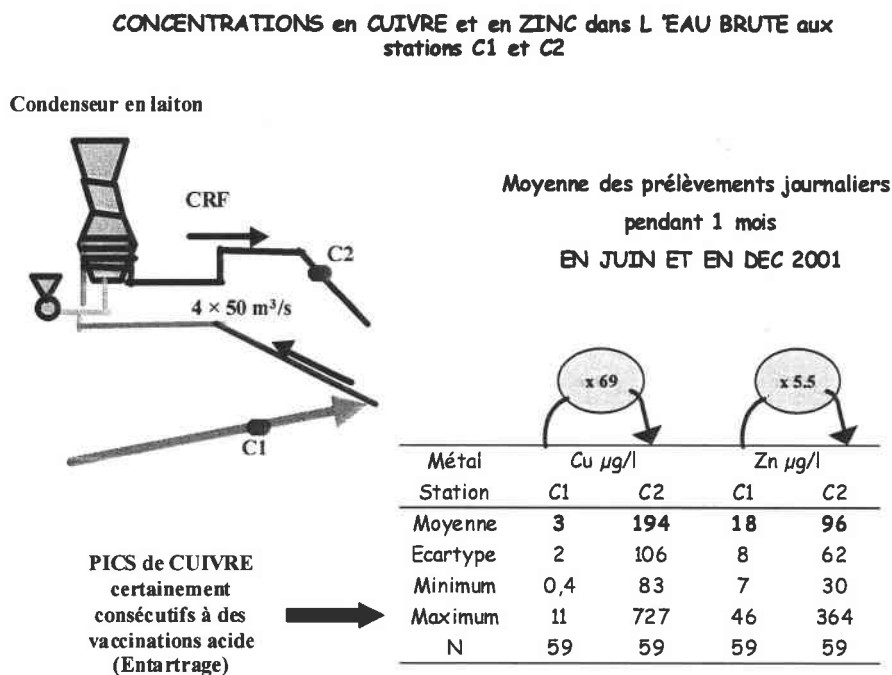 CONCENTRATIONS en CUIVRE et en ZINC dans L 'EAU BRUTE aux
stations C1 et C2
Condenseur en laiton
CRF
C2
4 × 50 m³/s
C1
Moyenne des prélèvements journaliers
pendant 1 mois
EN JUIN ET EN DEC 2001
x 69
x 5.5
Métal Cu µg/l Zn µg/l
Station C1 C2 C1 C2
Moyenne 3 194 18 96
Ecartype 2 106 8 62
Minimum 0,4 83 7 30
Maximum 11 727 46 364
N 59 59 59 59
PICS de CUIVRE
certainement
consécutifs à des
vaccinations acide
(Entartrage)